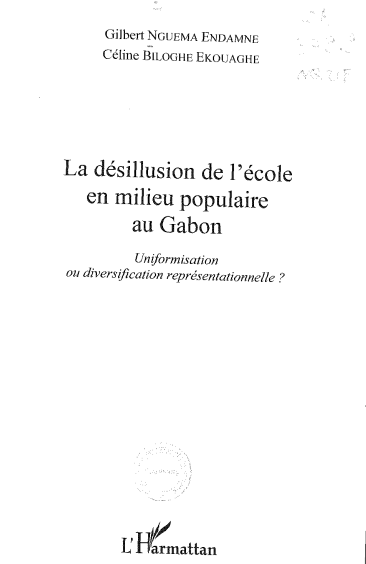 Gilbert NGUEMA ENDAMNE
Céline BILOGHE EKOUAGHE
La désillusion de l'école
en milieu populaire
au Gabon
Uniformisation
ou diversification représentationnelle ?
L'Harmattan